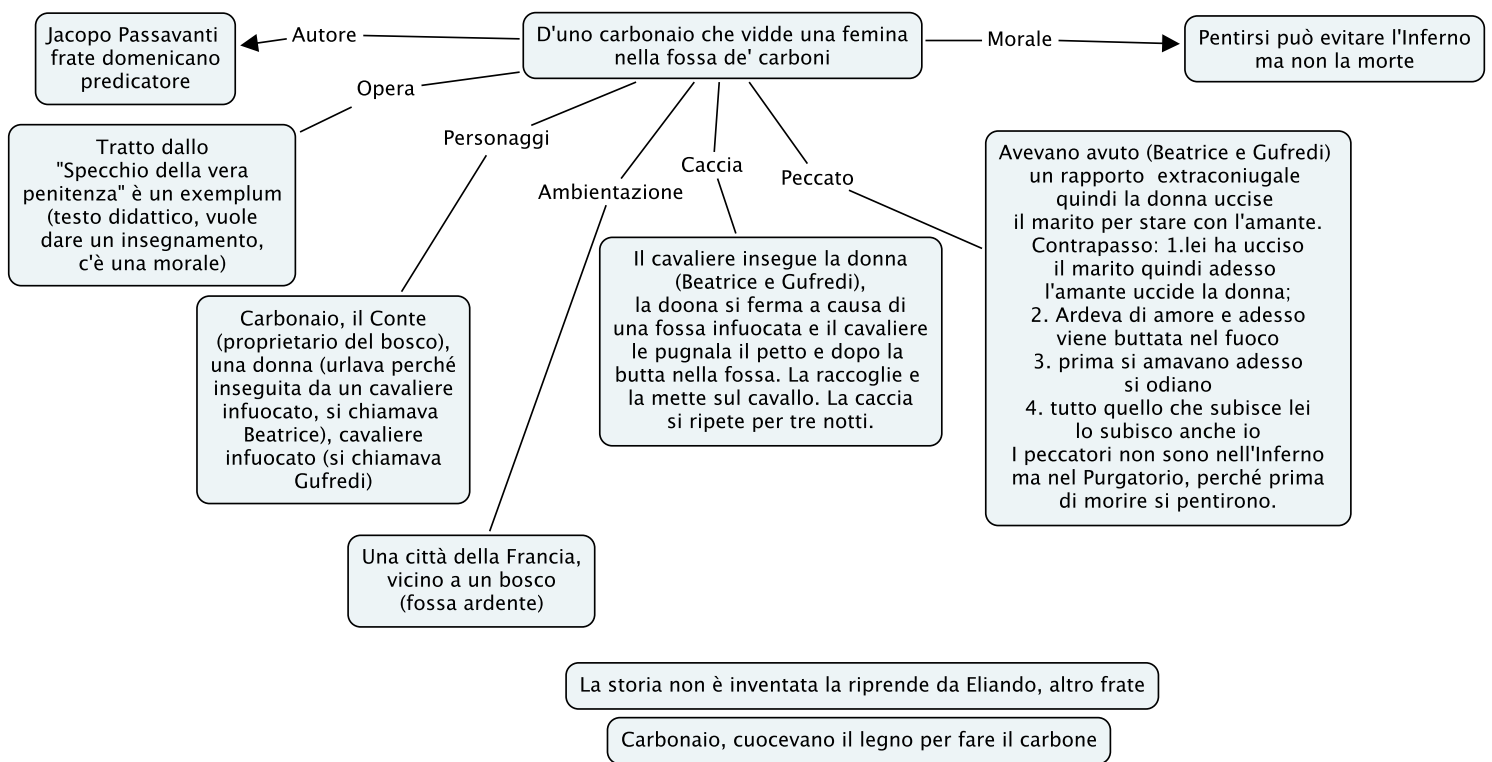 D'uno carbonaio che vidde una femina
nella fossa de' carboni
Autore
Jacopo Passavanti
frate domenicano
predicatore
Morale
Pentirsi può evitare l'Inferno
ma non la morte
Opera
Tratto dallo
"Specchio della vera
penitenza" è un exemplum
(testo didattico, vuole
dare un insegnamento,
c'è una morale)
Personaggi
Carbonaio, il Conte
(proprietario del bosco),
una donna (urlava perché
inseguita da un cavaliere
infuocato, si chiamava
Beatrice), cavaliere
infuocato (si chiamava
Gufredi)
Ambientazione
Una città della Francia,
vicino a un bosco
(fossa ardente)
Caccia
Il cavaliere insegue la donna
(Beatrice e Gufredi),
la doona si ferma a causa di
una fossa infuocata e il cavaliere
le pugnala il petto e dopo la
butta nella fossa. La raccoglie e
la mette sul cavallo. La caccia
si ripete per tre notti.
Peccato
Avevano avuto (Beatrice e Gufredi)
un rapporto  extraconiugale
quindi la donna uccise
il marito per stare con l'amante.
Contrapasso: 1.lei ha ucciso
il marito quindi adesso
l'amante uccide la donna;
2. Ardeva di amore e adesso
viene buttata nel fuoco
3. prima si amavano adesso
si odiano
4. tutto quello che subisce lei
lo subisco anche io
I peccatori non sono nell'Inferno
ma nel Purgatorio, perché prima
di morire si pentirono.
La storia non è inventata la riprende da Eliando, altro frate
Carbonaio, cuocevano il legno per fare il carbone